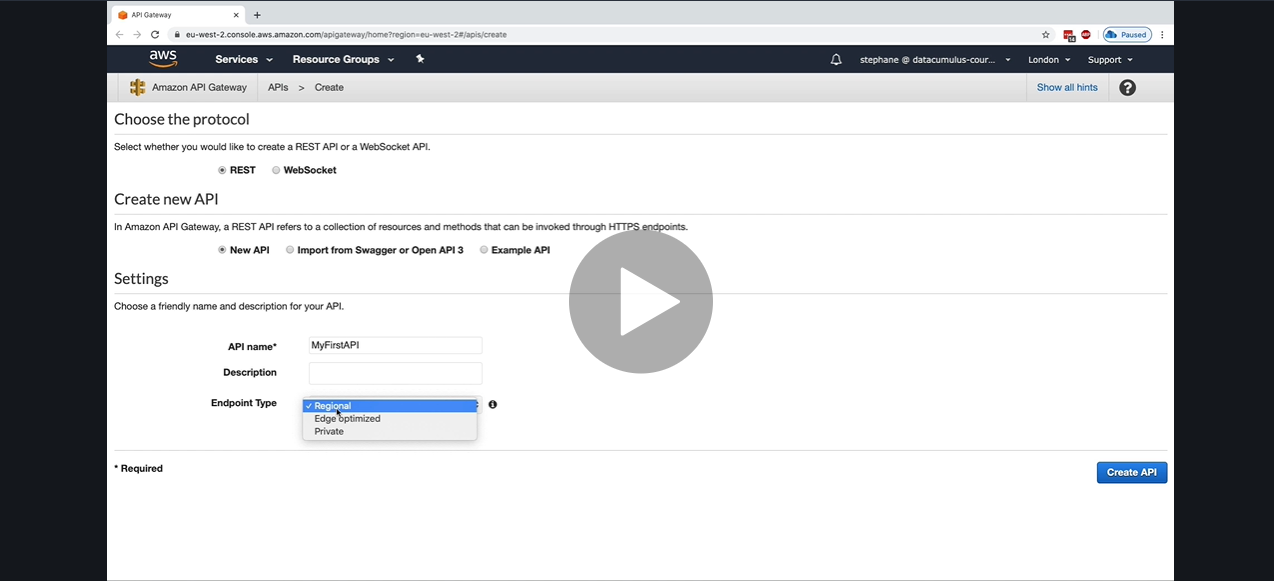 API Gateway
eu-west-2.console.aws.amazon.com/apigateway/home?region=eu-west-2#/apis/create
Paused
aws
Services
Resource Groups
stephane @ datacumulus-cour...
London
Support
Amazon API Gateway
APIs > Create
Show all hints
?
Choose the protocol
Select whether you would like to create a REST API or a WebSocket API.
REST WebSocket
Create new API
In Amazon API Gateway, a REST API refers to a collection of resources and methods that can be invoked through HTTPS endpoints.
New API Import from Swagger or Open API 3 Example API
Settings
Choose a friendly name and description for your API.
API name* MyFirstAPI
Description
Endpoint Type Regional
Edge optimized
Private
* Required
Create API